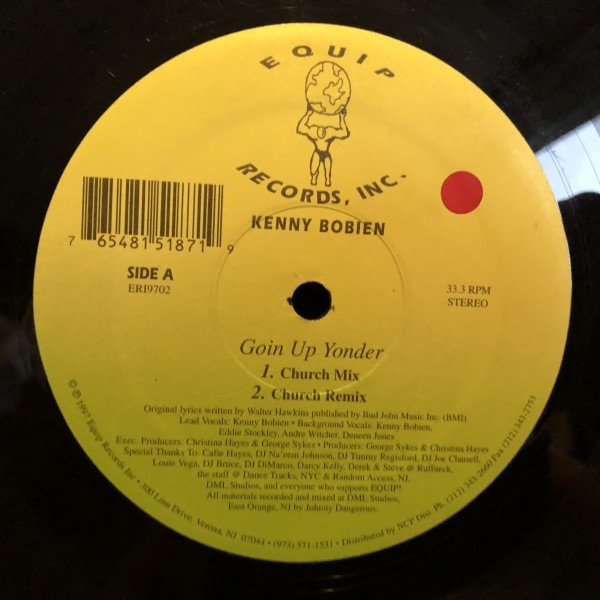 EQUIP
RECORDS, INC.
KENNY BOBIEN
7 65481 51871 9
SIDE A
ERI9702
33.3 RPM
STEREO
Goin Up Yonder
1. Church Mix
2. Church Remix
Original lyrics written by Walter Hawkins published by Bud John Music Inc. (BMI)
Lead Vocals: Kenny Bobien • Background Vocals: Kenny Bobien,
Eddie Stockley, Andre Witcher, Deneen Jones
Exec. Producers: Christina Hayes & George Sykes • Producers: George Sykes & Christina Hayes
Special Thanks To: Cafie Hayes, DJ Na'reen Johnson, DJ Tunny Regisford, DJ Joe Clausell,
Louie Vega, DJ Bruce, DJ DiMarco, Darcy Kelly, Derek & Steve @ Ruffneck,
the staff @ Dance Tracks, NYC & Random Access, NJ,
DML Studios, and everyone who supports EQUIP!
All materials recorded and mixed at DML Studios,
East Orange, NJ by Johnny Dangerous.
© ℗ 1997 Equip Records Inc • 300 Linn Drive, Verona, NJ 07044 • (973) 571-1531 • Distributed by NCP Dist. Ph. (212) 343-2660 Fax (212) 343-2753